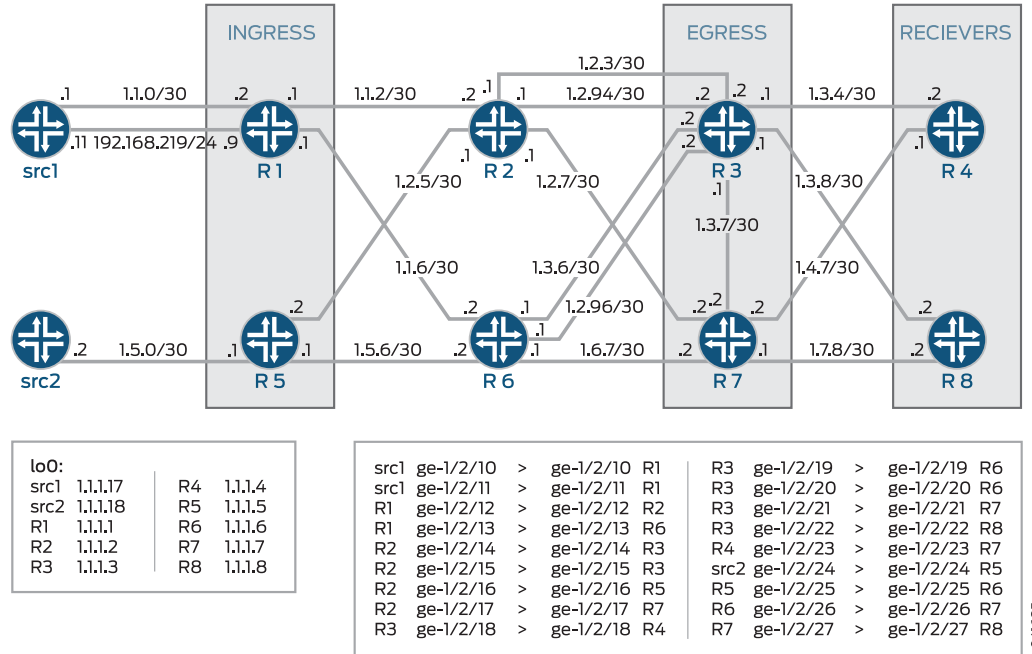 INGRESS EGRESS RECIEVERS
1.2.3/30
.1 1.1.0/30 .2 .1 1.1.2/30 .2 .1 .1 1.2.94/30 .2 .2 .1 1.3.4/30 .2
.11 192.168.219/24 .9 .1 .1 .1 .2 .2 .1 .1
src1 R 1 R 2 R 3 R 4
1.2.5/30 1.2.7/30 .1 1.3.8/30
1.3.7/30
1.1.6/30 1.3.6/30 1.4.7/30
1.2.96/30
.2 .2 .1 .1 .2 .2 .2 .2
.2 1.5.0/30 .1 .1 1.5.6/30 .2 .1 1.6.7/30 .2 .1 1.7.8/30 .2
src2 R 5 R 6 R 7 R 8
lo0:
src1 1.1.1.17 R4 1.1.1.4
src2 1.1.1.18 R5 1.1.1.5
R1 1.1.1.1 R6 1.1.1.6
R2 1.1.1.2 R7 1.1.1.7
R3 1.1.1.3 R8 1.1.1.8
src1 ge-1/2/10 > ge-1/2/10 R1 R3 ge-1/2/19 > ge-1/2/19 R6
src1 ge-1/2/11 > ge-1/2/11 R1 R3 ge-1/2/20 > ge-1/2/20 R6
R1 ge-1/2/12 > ge-1/2/12 R2 R3 ge-1/2/21 > ge-1/2/21 R7
R1 ge-1/2/13 > ge-1/2/13 R6 R3 ge-1/2/22 > ge-1/2/22 R8
R2 ge-1/2/14 > ge-1/2/14 R3 R4 ge-1/2/23 > ge-1/2/23 R7
R2 ge-1/2/15 > ge-1/2/15 R3 src2 ge-1/2/24 > ge-1/2/24 R5
R2 ge-1/2/16 > ge-1/2/16 R5 R5 ge-1/2/25 > ge-1/2/25 R6
R2 ge-1/2/17 > ge-1/2/17 R7 R6 ge-1/2/26 > ge-1/2/26 R7
R3 ge-1/2/18 > ge-1/2/18 R4 R7 ge-1/2/27 > ge-1/2/27 R8